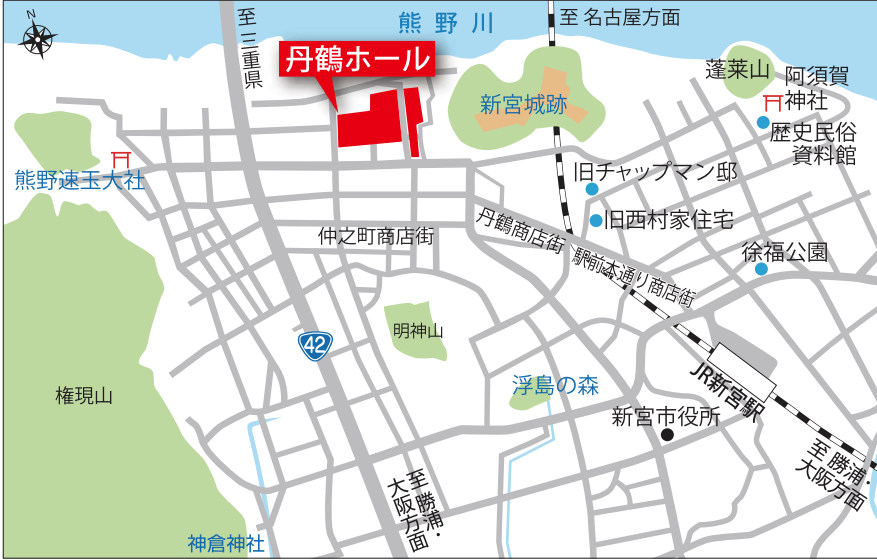 N
至 三重県
熊野川
至 名古屋方面
丹鶴ホール
新宮城跡
蓬莱山
阿須賀
神社
歴史民俗
資料館
熊野速玉大社
旧チャップマン邸
旧西村家住宅
仲之町商店街
丹鶴商店街
駅前本通り商店街
徐福公園
明神山
42
権現山
浮島の森
JR新宮駅
新宮市役所
至 勝浦・
大阪方面
至 勝浦・
大阪方面
神倉神社